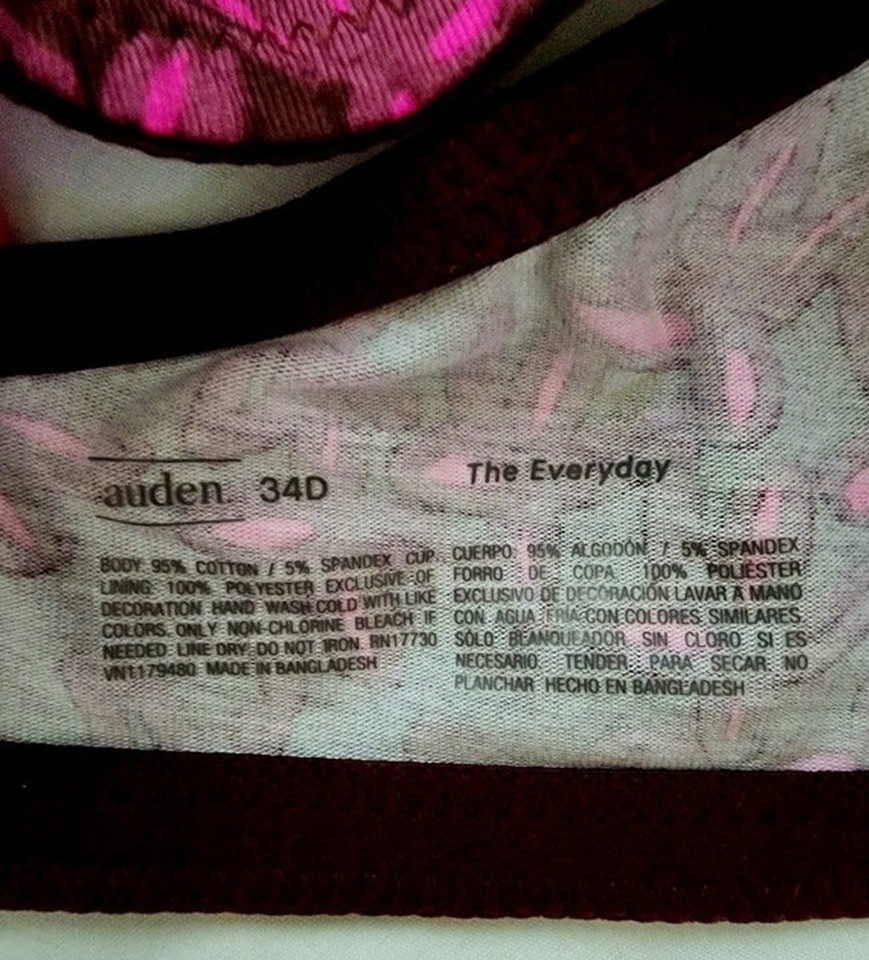 auden. 34D
The Everyday
BODY: 95% COTTON / 5% SPANDEX CUP
LINING: 100% POLYESTER EXCLUSIVE OF
DECORATION HAND WASH COLD WITH LIKE
COLORS. ONLY NON-CHLORINE BLEACH IF
NEEDED. LINE DRY. DO NOT IRON. RN17730
VN1179480 MADE IN BANGLADESH
CUERPO: 95% ALGODÓN / 5% SPANDEX
FORRO DE COPA: 100% POLIÉSTER
EXCLUSIVO DE DECORACIÓN LAVAR A MANO
CON AGUA FRÍA CON COLORES SIMILARES.
SÓLO BLANQUEADOR SIN CLORO SI ES
NECESARIO. TENDER PARA SECAR. NO
PLANCHAR. HECHO EN BANGLADESH